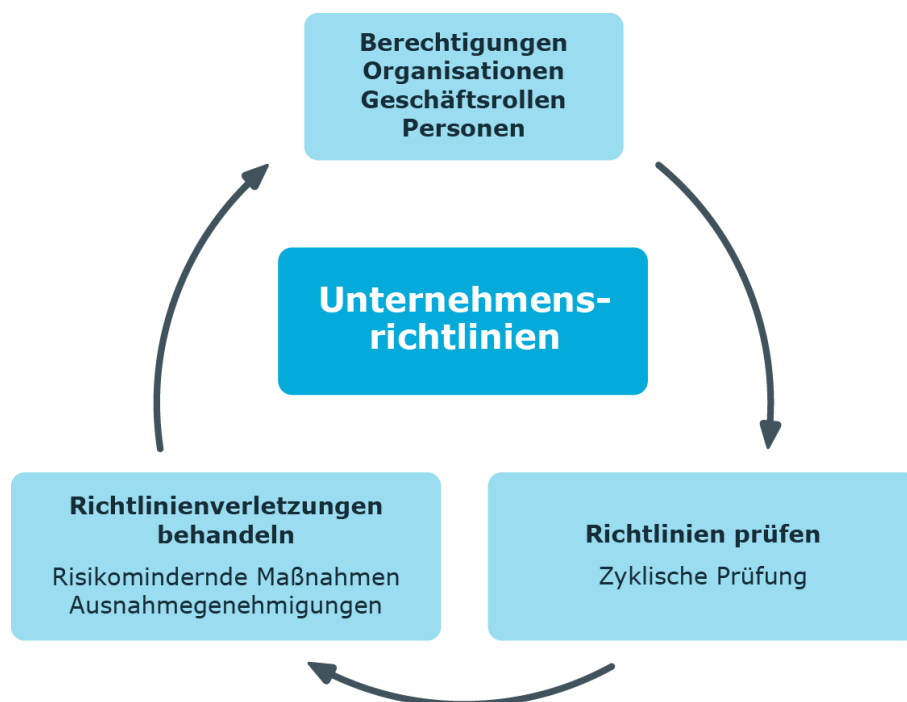 Berechtigungen
Organisationen
Geschäftsrollen
Personen
Unternehmens-
richtlinien
Richtlinienverletzungen
behandeln
Risikomindernde Maßnahmen
Ausnahmegenehmigungen
Richtlinien prüfen
Zyklische Prüfung